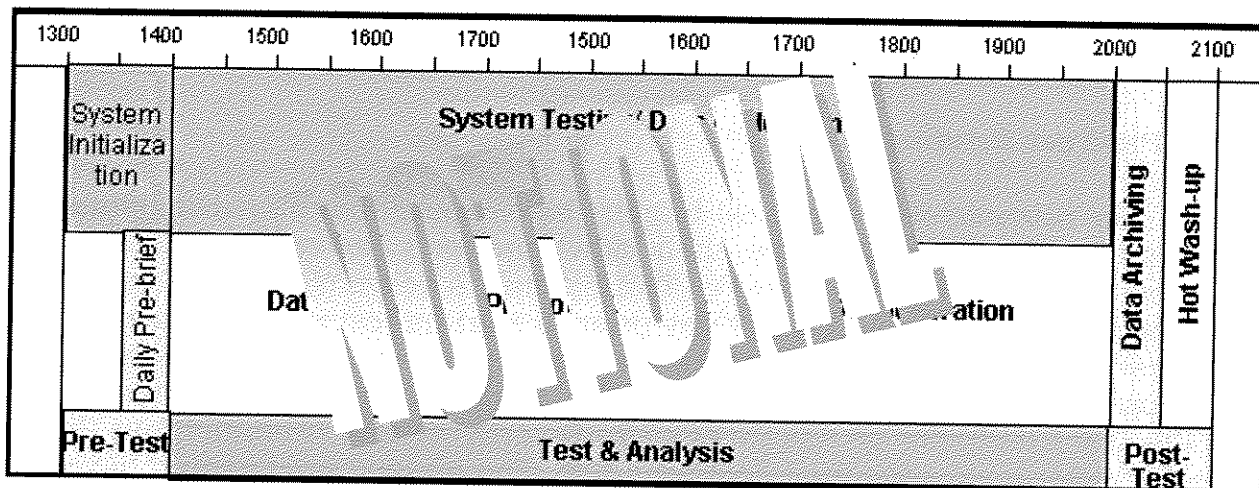 1300 1400 1500 1600 1700 1500 1600 1700 1800 1900 2000 2100
System
Initializa
tion
System
Daily Pre-brief
NOTIONAL
Data Archiving
Hot Wash-up
Pre-Test
Test & Analysis
Post-
Test